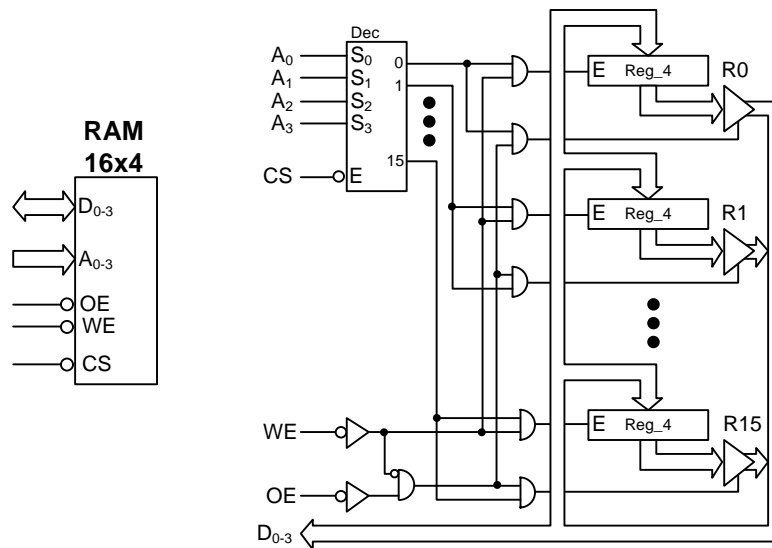 RAM
16x4
D0-3
A0-3
OE
WE
CS
Dec
A0 S0 0
A1 S1 1
A2 S2
A3 S3
15
CS E
E Reg_4 R0
E Reg_4 R1
E Reg_4 R15
WE
OE
D0-3